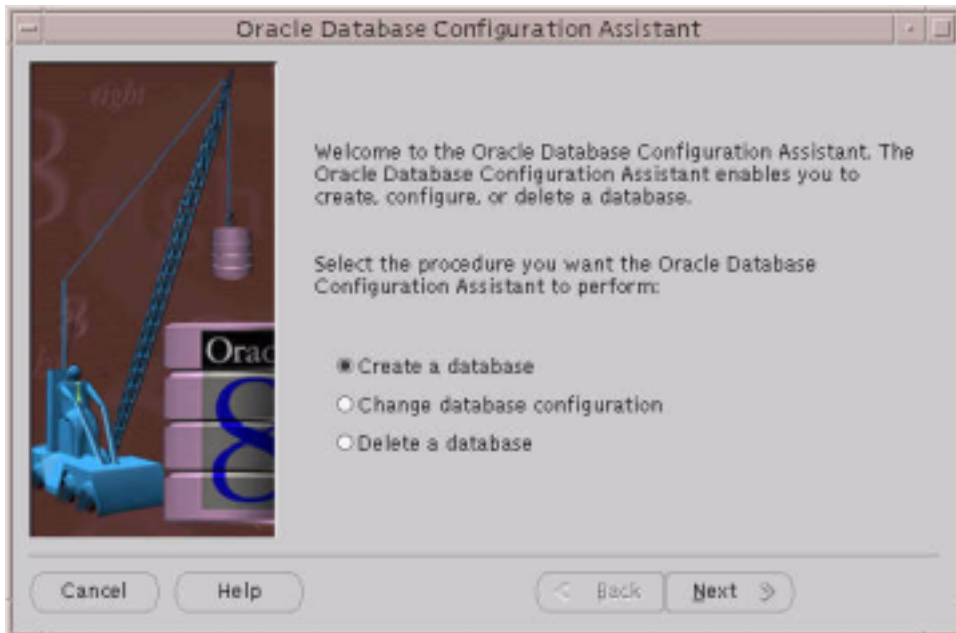 Oracle Database Configuration Assistant
eight
8
Welcome to the Oracle Database Configuration Assistant. The
Oracle Database Configuration Assistant enables you to
create, configure, or delete a database.
Select the procedure you want the Oracle Database
Configuration Assistant to perform:
Orac
8
Create a database
Change database configuration
Delete a database
Cancel
Help
< Back
Next >